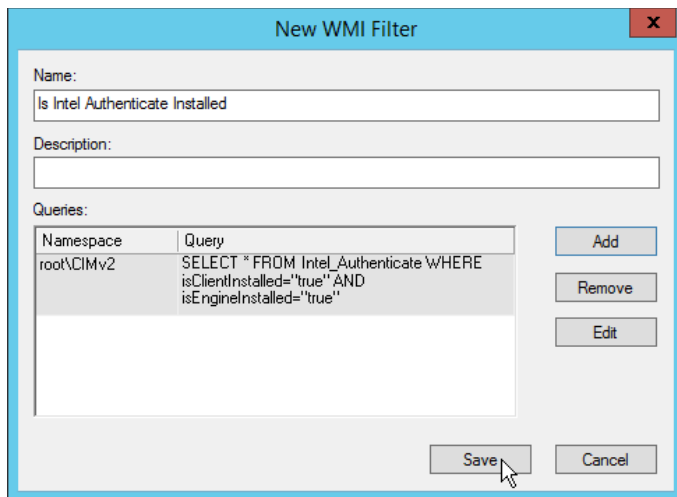 New WMI Filter
x
Name:
Is Intel Authenticate Installed
Description:
Queries:
Namespace Query
root\CIMv2 SELECT * FROM Intel_Authenticate WHERE
isClientInstalled="true" AND
isEngineInstalled="true"
Add
Remove
Edit
Save Cancel